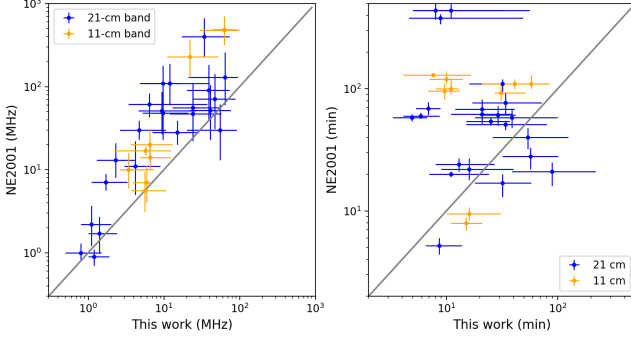 10³
10²
10¹
10⁰
NE2001 (MHz)
21-cm band
11-cm band
10⁰ 10¹ 10² 10³
This work (MHz)
10²
10¹
NE2001 (min)
21 cm
11 cm
10¹ 10²
This work (min)